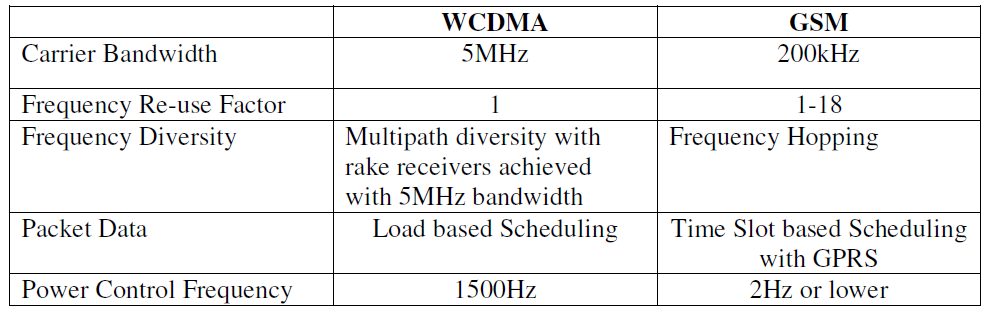 WCDMA GSM
Carrier Bandwidth 5MHz 200kHz
Frequency Re-use Factor 1 1-18
Frequency Diversity Multipath diversity with Frequency Hopping
rake receivers achieved
with 5MHz bandwidth
Packet Data Load based Scheduling Time Slot based Scheduling
with GPRS
Power Control Frequency 1500Hz 2Hz or lower